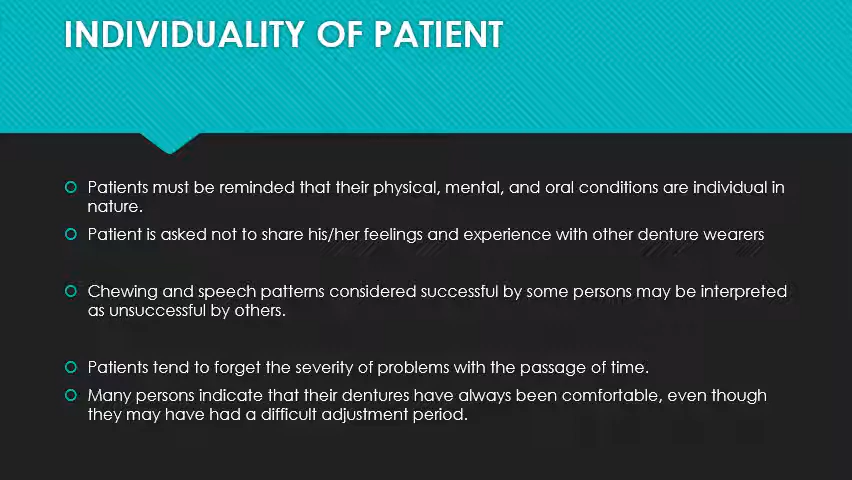 INDIVIDUALITY OF PATIENT
Patients must be reminded that their physical, mental, and oral conditions are individual in
nature.
Patient is asked not to share his/her feelings and experience with other denture wearers
Chewing and speech patterns considered successful by some persons may be interpreted
as unsuccessful by others.
Patients tend to forget the severity of problems with the passage of time.
Many persons indicate that their dentures have always been comfortable, even though
they may have had a difficult adjustment period.